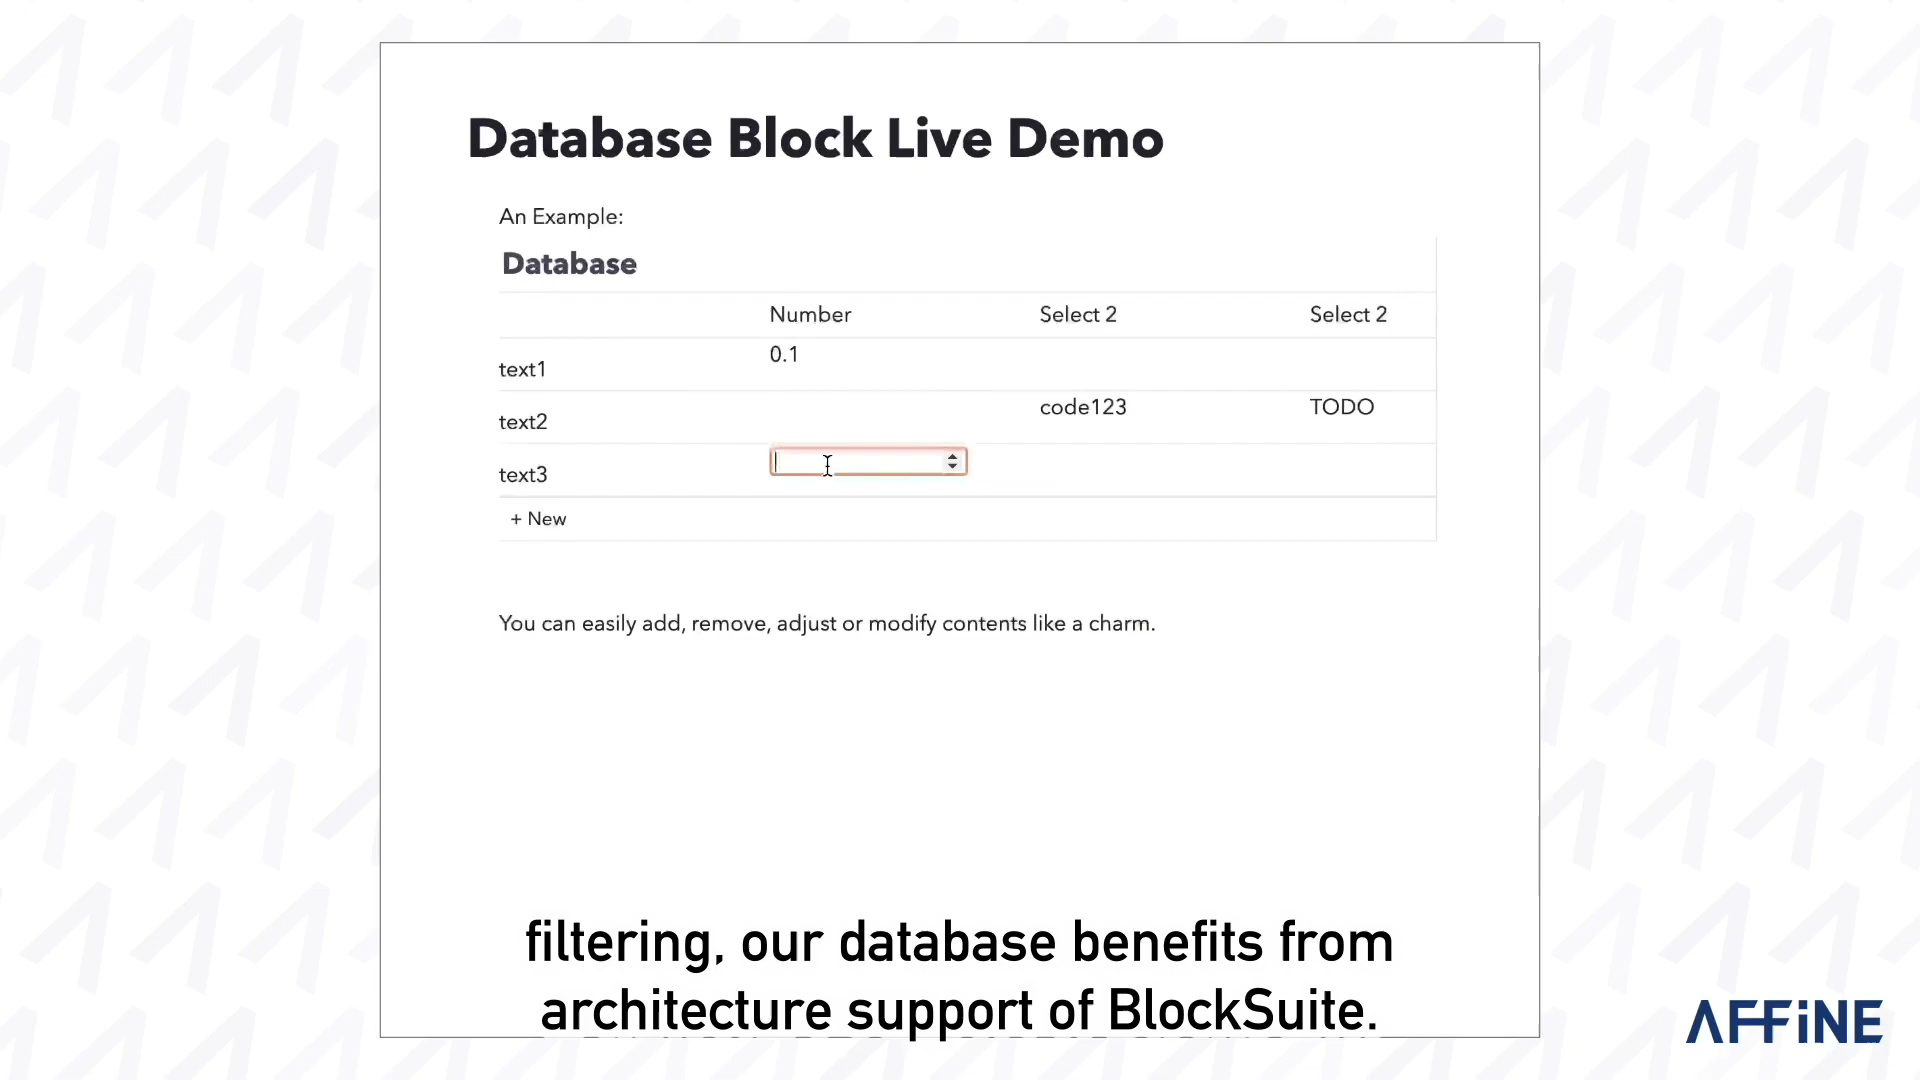 Database Block Live Demo
An Example:
Database
Number Select 2 Select 2
0.1
text1
code123 TODO
text2
text3
+ New
You can easily add, remove, adjust or modify contents like a charm.
filtering, our database benefits from
architecture support of BlockSuite.
AFFiNE